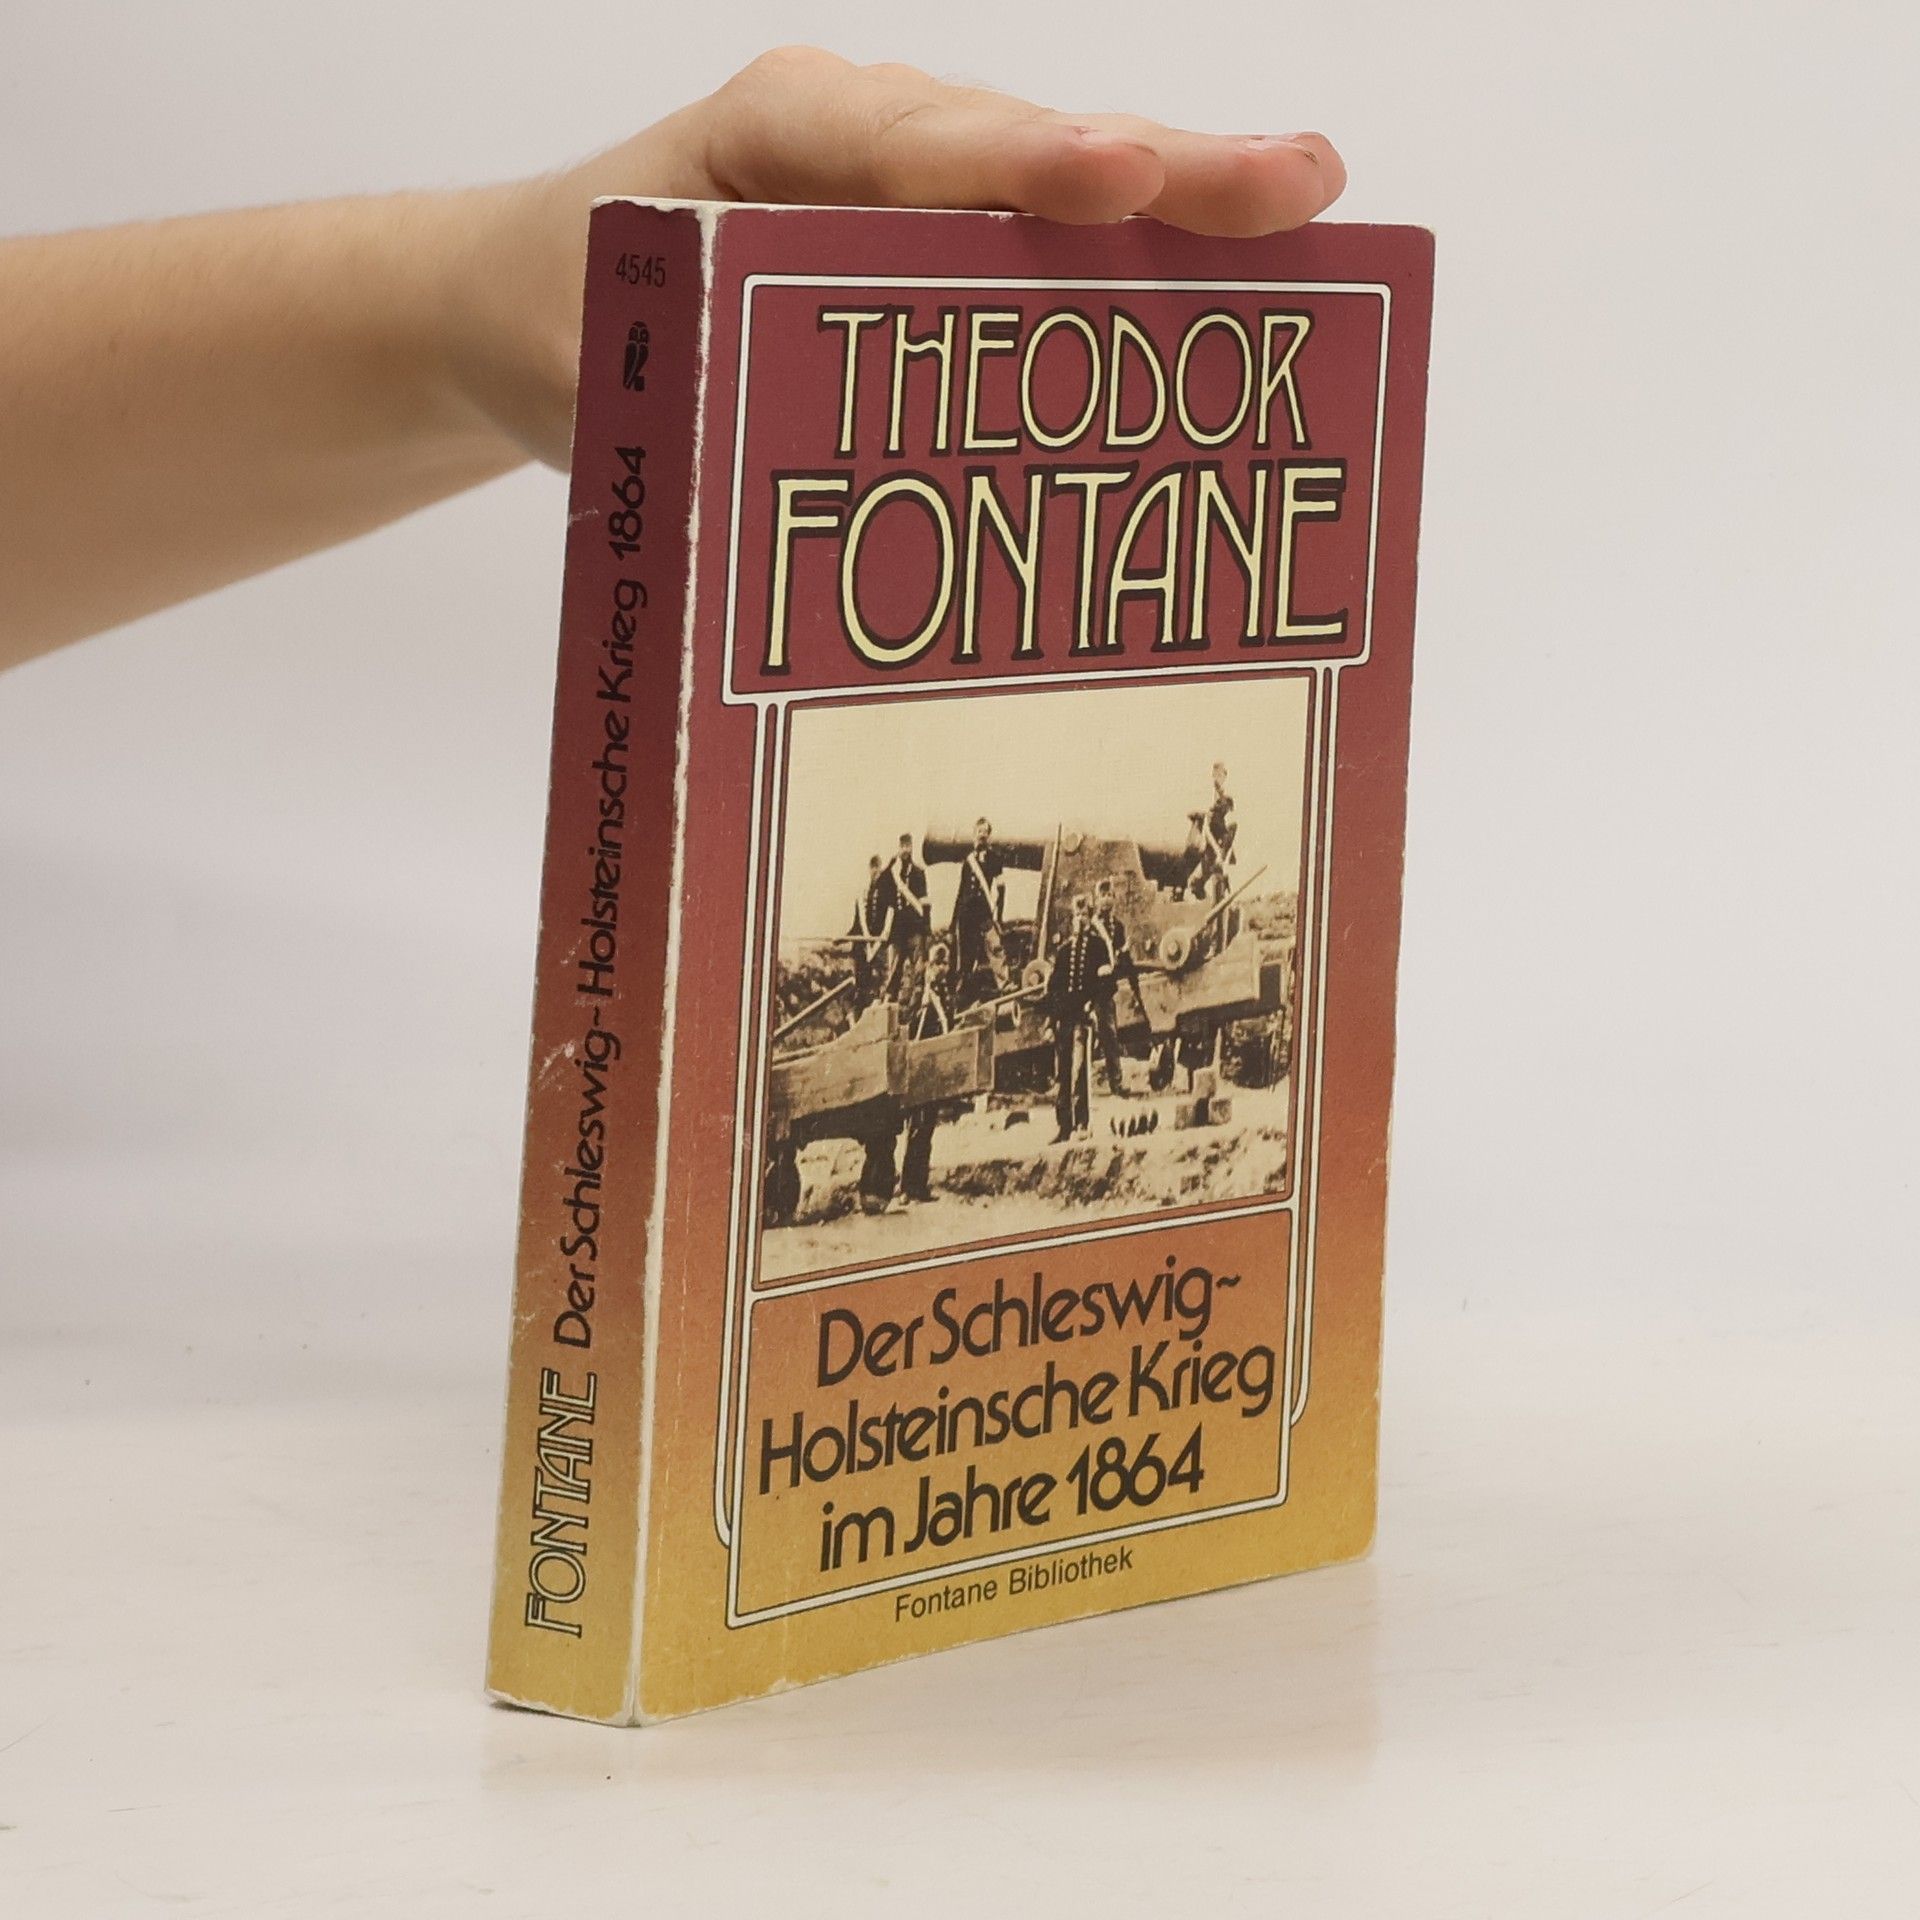 4545
FONTANE Der Schleswig~Holsteinsche Krieg 1864
THEODOR
FONTANE
Der Schleswig~
Holsteinsche Krieg
im Jahre 1864
Fontane Bibliothek